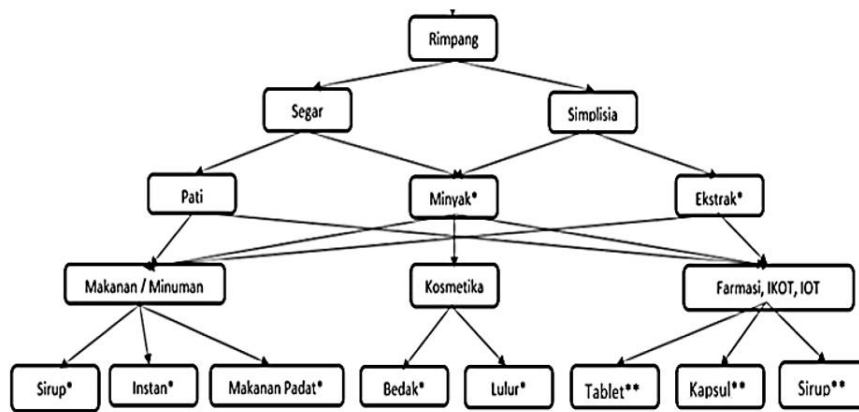 Rimpang
Segar
Simplisia
Pati
Minyak*
Ekstrak*
Makanan / Minuman
Kosmetika
Farmasi, IKOT, IOT
Sirup*
Instan*
Makanan Padat*
Bedak*
Lulur*
Tablet**
Kapsul**
Sirup**